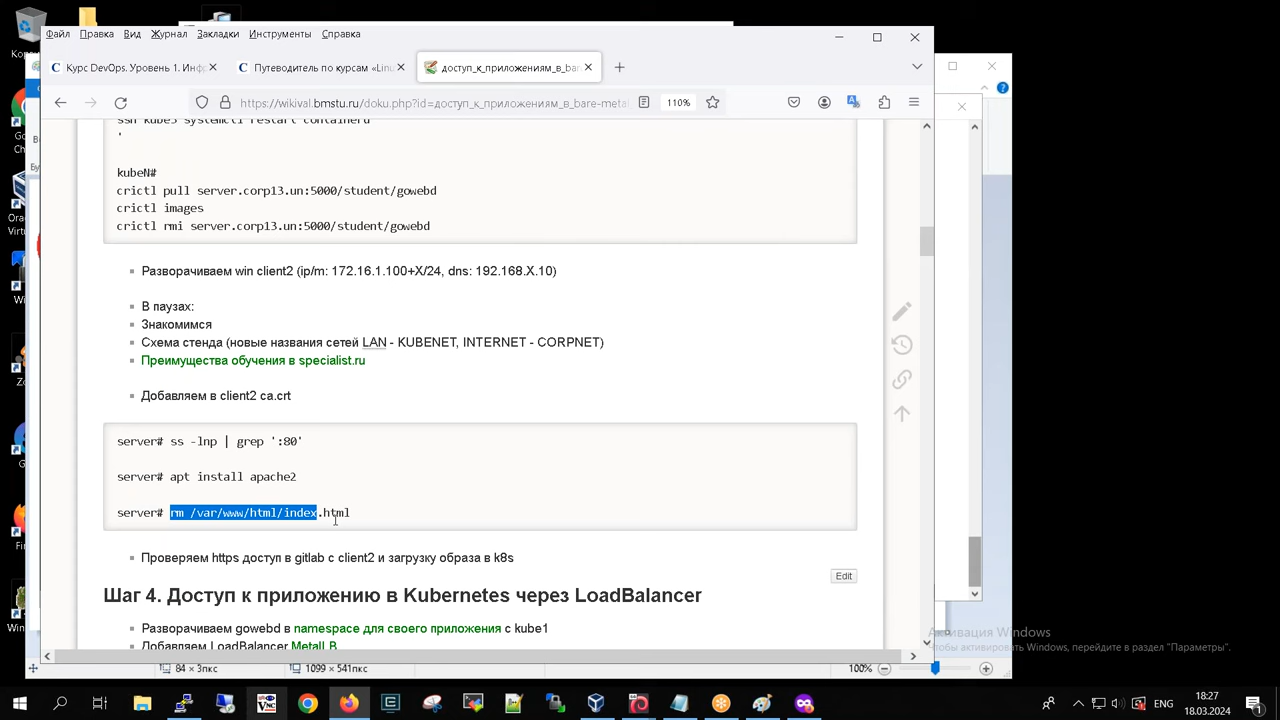 Файл Правка Вид Журнал Закладки Инструменты Справка
Курс DevOps. Уровень 1. Инфо
Путеводитель по курсам «Linu
доступ_к_приложениям_в_bar
https://wikival.bmstu.ru/doku.php?id=доступ_к_приложениям_в_bare-meta
110%
kubeN#
crictl pull server.corp13.un:5000/student/gowebd
crictl images
crictl rmi server.corp13.un:5000/student/gowebd
Разворачиваем win client2 (ip/m: 172.16.1.100+X/24, dns: 192.168.X.10)
В паузах:
Знакомимся
Схема стенда (новые названия сетей LAN - KUBENET, INTERNET - CORPNET)
Преимущества обучения в specialist.ru
Добавляем в client2 ca.crt
server# ss -lnp | grep ':80'
server# apt install apache2
server# rm /var/www/html/index.html
Проверяем https доступ в gitlab с client2 и загрузку образа в k8s
Edit
Шаг 4. Доступ к приложению в Kubernetes через LoadBalancer
Разворачиваем gowebd в namespace для своего приложения с kube1
Добавляем LoadBalancer MetalLB
Активация Windows
Чтобы активировать Windows, перейдите в раздел "Параметры".
84 × 3пкс
1099 × 541пкс
100%
ENG
18:27
18.03.2024